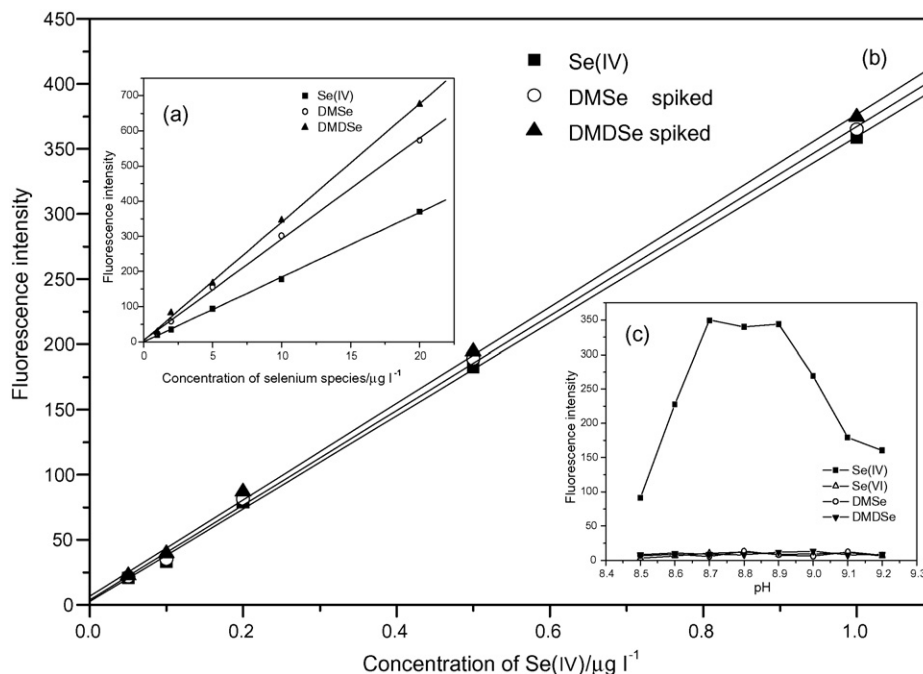 450
400
350
300
250
200
150
100
50
0
Fluorescence intensity
0.0 0.2 0.4 0.6 0.8 1.0
Concentration of Se(IV)/µg l⁻¹
(b)
Se(IV)
DMSe spiked
DMDSe spiked
(a)
Se(IV)
DMSe
DMDSe
700
600
500
400
300
200
100
0
Fluorescence intensity
0 5 10 15 20
Concentration of selenium species/µg l⁻¹
(c)
350
300
250
200
150
100
50
0
Fluorescence intensity
Se(IV)
Se(VI)
DMSe
DMDSe
8.4 8.5 8.6 8.7 8.8 8.9 9.0 9.1 9.2 9.3
pH